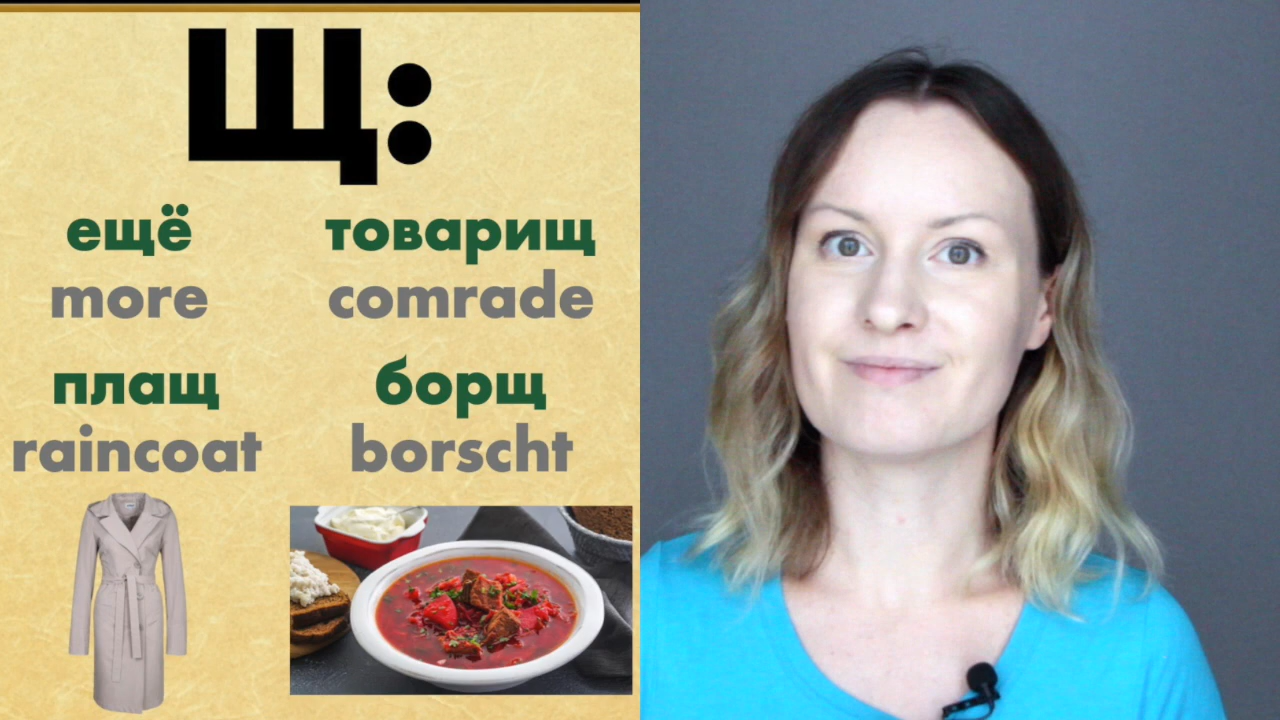 Щ:
ещё товарищ
more comrade
плащ борщ
raincoat borscht